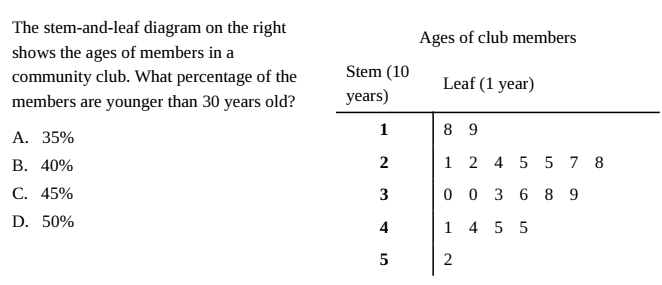 The stem-and-leaf diagram on the right
shows the ages of members in a
community club. What percentage of the
members are younger than 30 years old?
A. 35%
B. 40%
C. 45%
D. 50%
Ages of club members
Stem (10 years) Leaf (1 year)
1 8 9
2 1 2 4 5 5 7 8
3 0 0 3 6 8 9
4 1 4 5 5
5 2